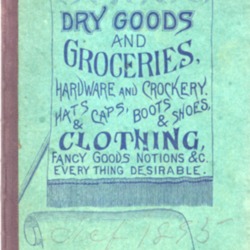 DRY GOODS
AND
GROCERIES,
HARDWARE AND CROCKERY.
HATS CAPS, BOOTS & SHOES,
&
CLOTHING,
FANCY GOODS NOTIONS &C.
EVERY THING DESIRABLE.